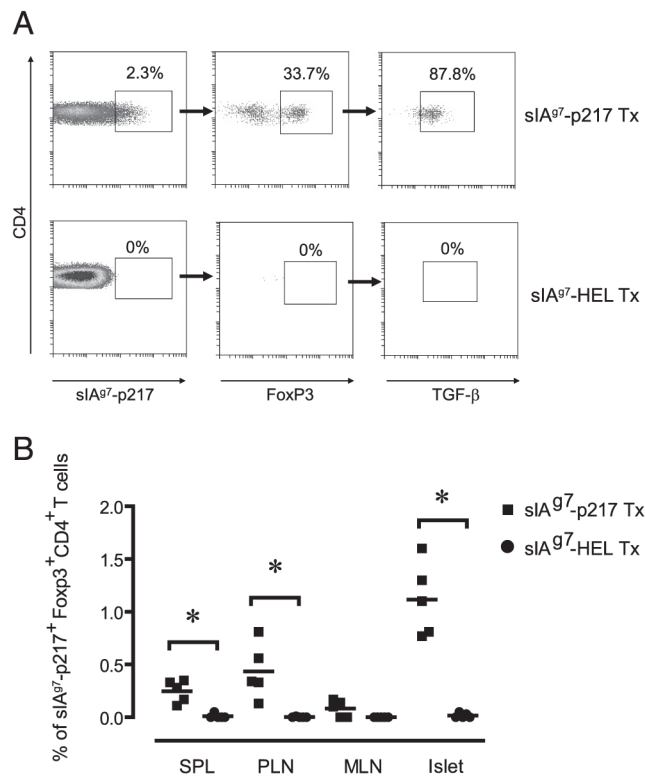 A
2.3% 33.7% 87.8%
sIAᵍ⁷-p217 Tx
CD4
0% 0% 0%
sIAᵍ⁷-HEL Tx
sIAᵍ⁷-p217 FoxP3 TGF-β
B
% of sIAᵍ⁷-p217⁺ Foxp3⁺CD4⁺T cells
2.0
1.5
1.0
0.5
0.0
* * *
sIAᵍ⁷-p217 Tx
sIAᵍ⁷-HEL Tx
SPL PLN MLN Islet